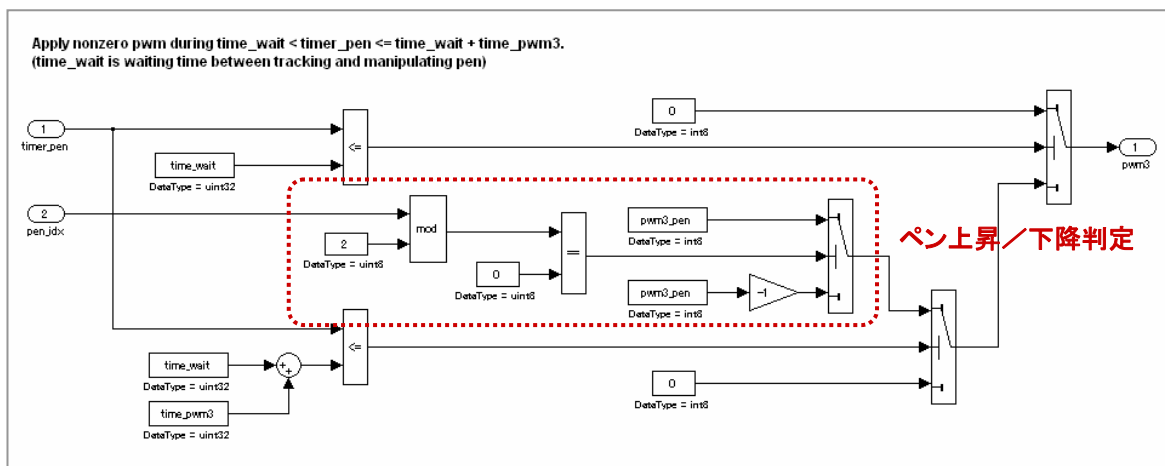 Apply nonzero pwm during time_wait < timer_pen <= time_wait + time_pwm3.
(time_wait is waiting time between tracking and manipulating pen)
0
DataType = int8
1
timer_pen
<=
time_wait
DataType = uint32
1
pwm3
2
pen_idx
mod
2
DataType = uint8
==
0
DataType = uint8
pwm3_pen
DataType = int8
pwm3_pen
DataType = int8
-1
ペン上昇／下降判定
<=
time_wait
DataType = uint32
+
+
time_pwm3
DataType = uint32
0
DataType = int8